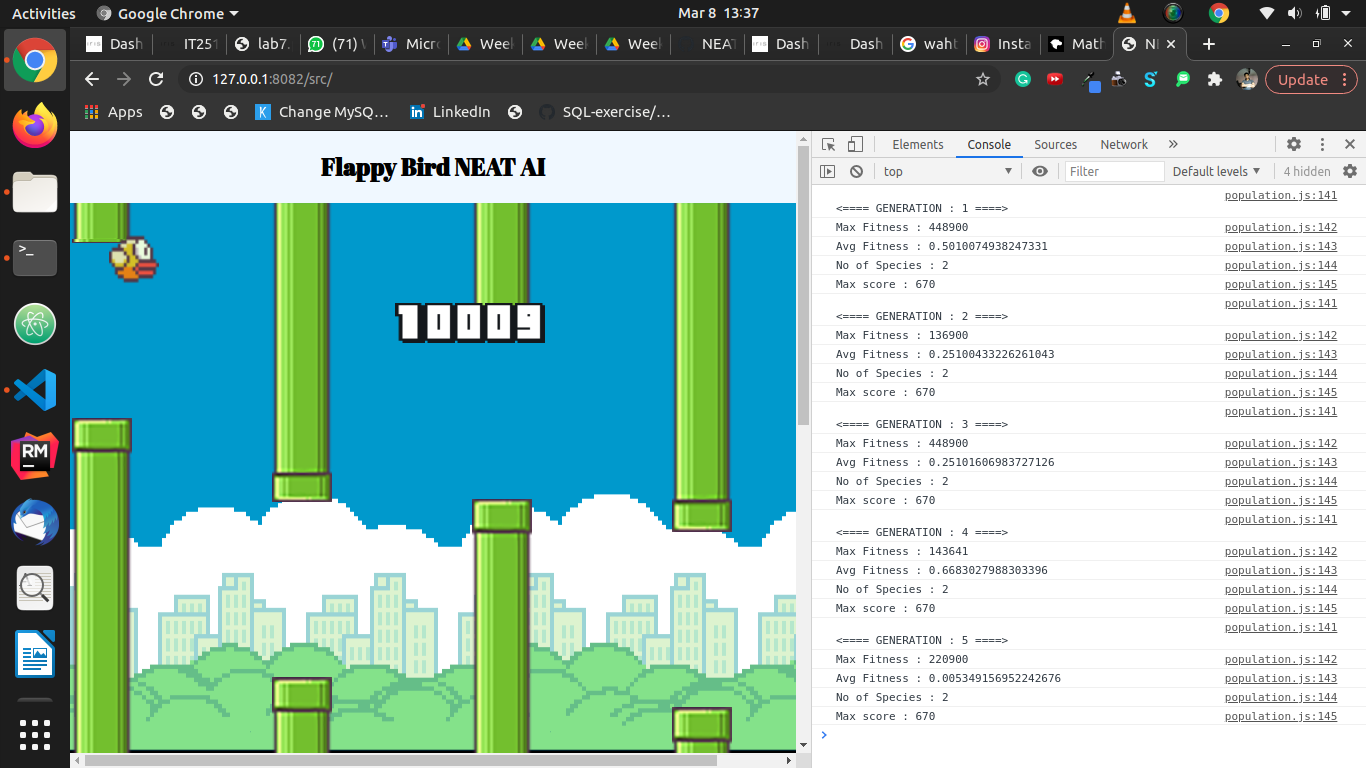 Activities Google Chrome Mar 8 13:37
Dash IT251 lab7. (71) Micro Week Week Week NEAT Dash Dash waht Insta Math
127.0.0.1:8082/src/ Update
Apps Change MySQ… LinkedIn SQL-exercise/…
Flappy Bird NEAT AI
10009
Elements Console Sources Network
top Filter Default levels 4 hidden
population.js:141
<==== GENERATION : 1 ====>
Max Fitness : 448900 population.js:142
Avg Fitness : 0.5010074938247331 population.js:143
No of Species : 2 population.js:144
Max score : 670 population.js:145
population.js:141
<==== GENERATION : 2 ====>
Max Fitness : 136900 population.js:142
Avg Fitness : 0.25100433226261043 population.js:143
No of Species : 2 population.js:144
Max score : 670 population.js:145
population.js:141
<==== GENERATION : 3 ====>
Max Fitness : 448900 population.js:142
Avg Fitness : 0.25101606983727126 population.js:143
No of Species : 2 population.js:144
Max score : 670 population.js:145
population.js:141
<==== GENERATION : 4 ====>
Max Fitness : 143641 population.js:142
Avg Fitness : 0.6683027988303396 population.js:143
No of Species : 2 population.js:144
Max score : 670 population.js:145
population.js:141
<==== GENERATION : 5 ====>
Max Fitness : 220900 population.js:142
Avg Fitness : 0.005349156952242676 population.js:143
No of Species : 2 population.js:144
Max score : 670 population.js:145
RM